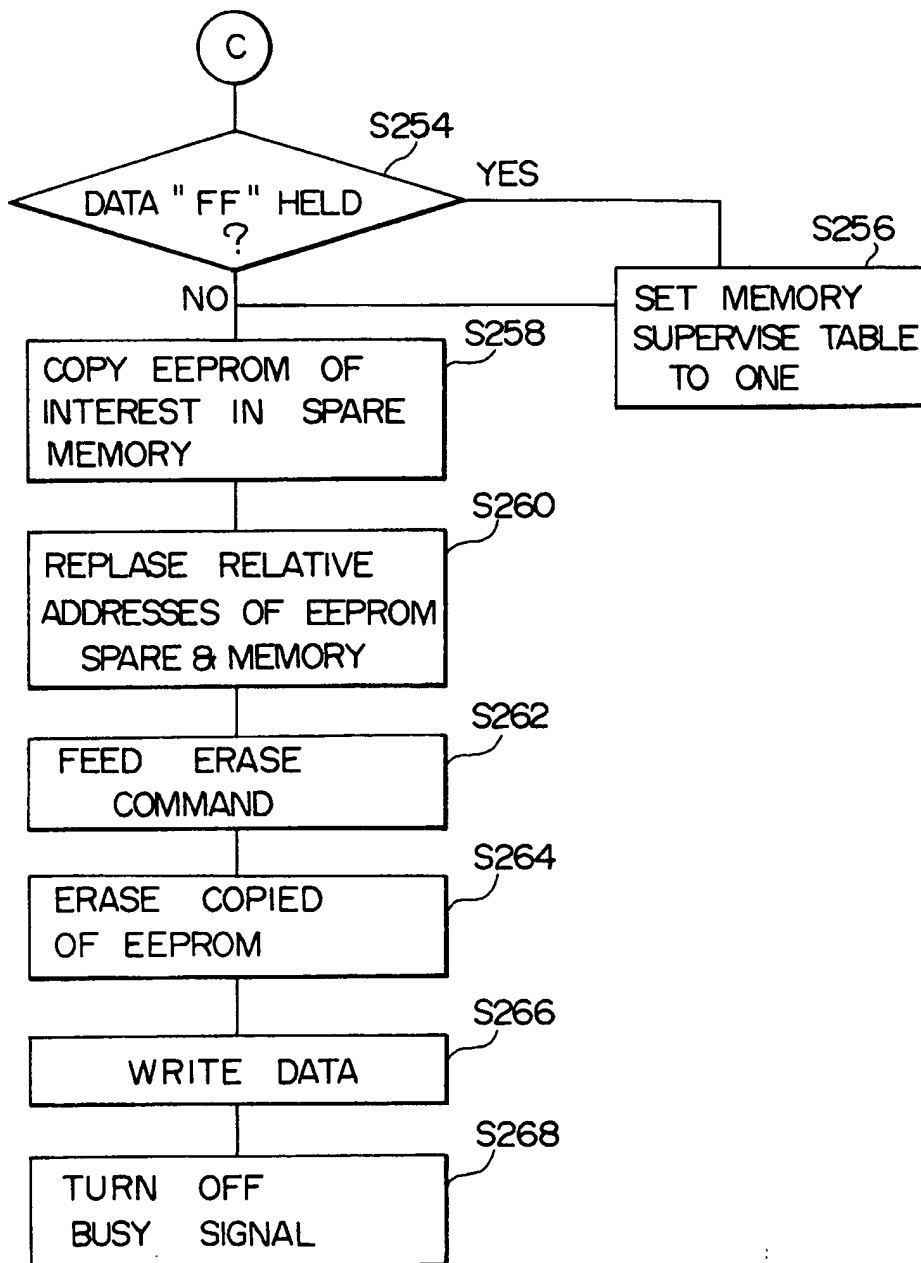 C
S254
DATA "FF" HELD
?
YES
NO
S256
SET MEMORY
SUPERVISE TABLE
TO ONE
S258
COPY EEPROM OF
INTEREST IN SPARE
MEMORY
S260
REPLASE RELATIVE
ADDRESSES OF EEPROM
SPARE & MEMORY
S262
FEED ERASE
COMMAND
S264
ERASE COPIED
OF EEPROM
S266
WRITE DATA
S268
TURN OFF
BUSY SIGNAL